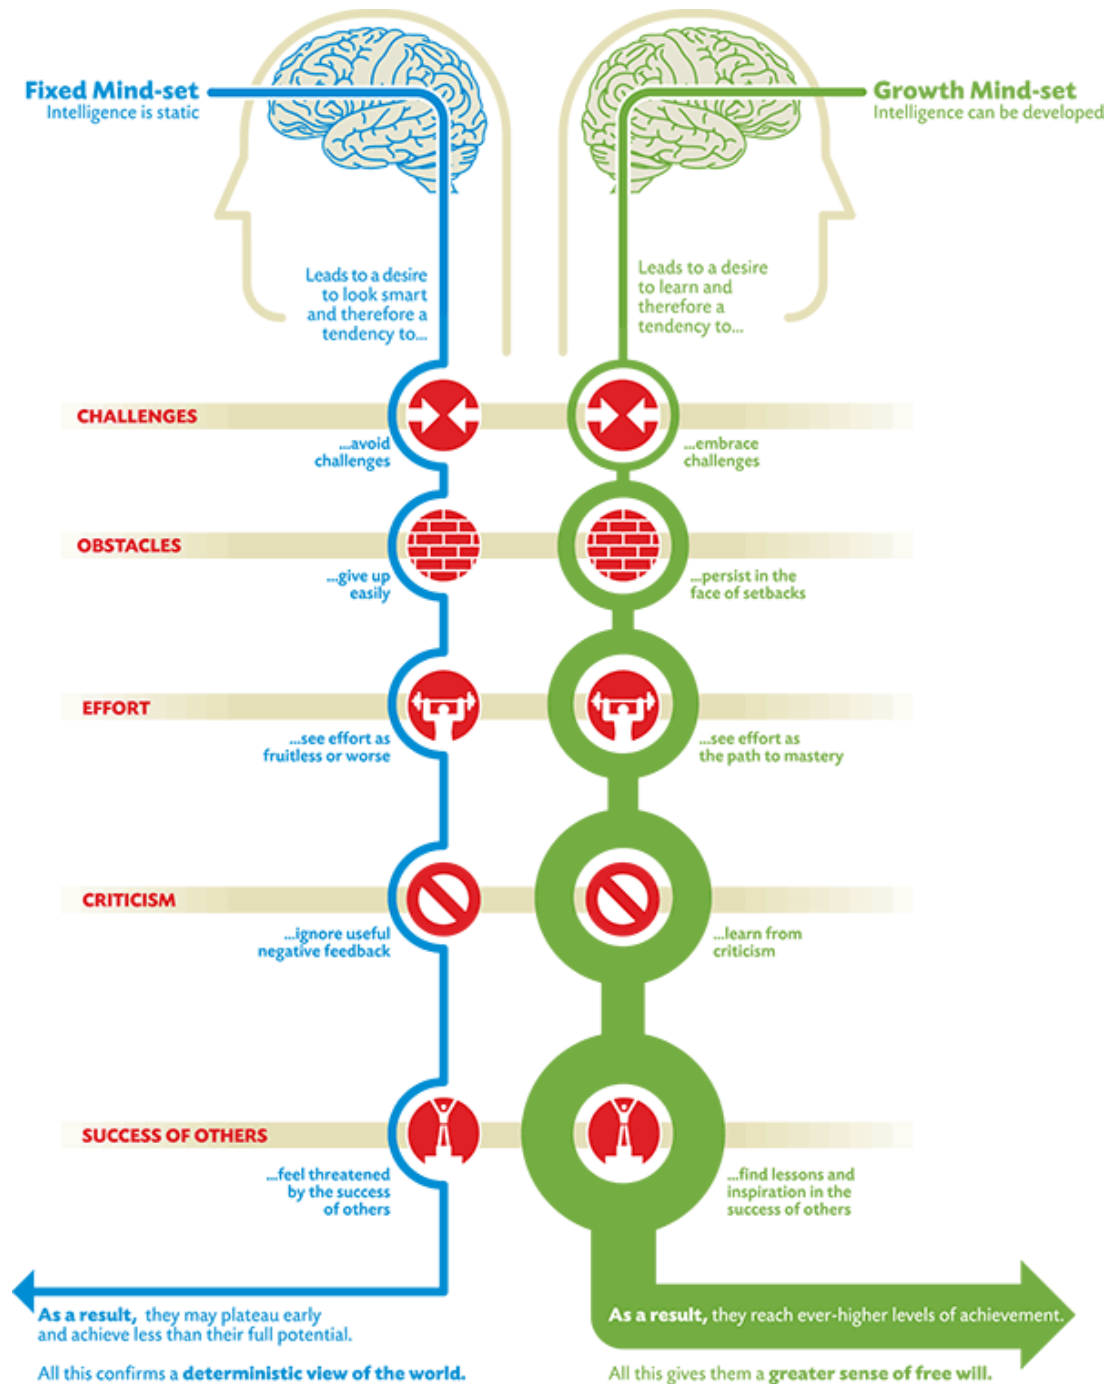 Fixed Mind-set
Intelligence is static
Growth Mind-set
Intelligence can be developed
Leads to a desire
to look smart
and therefore a
tendency to...
Leads to a desire
to learn and
therefore a
tendency to...
CHALLENGES
...avoid
challenges
...embrace
challenges
OBSTACLES
...give up
easily
...persist in the
face of setbacks
EFFORT
...see effort as
fruitless or worse
...see effort as
the path to mastery
CRITICISM
...ignore useful
negative feedback
...learn from
criticism
SUCCESS OF OTHERS
...feel threatened
by the success
of others
...find lessons and
inspiration in the
success of others
As a result, they may plateau early
and achieve less than their full potential.
All this confirms a deterministic view of the world.
As a result, they reach ever-higher levels of achievement.
All this gives them a greater sense of free will.